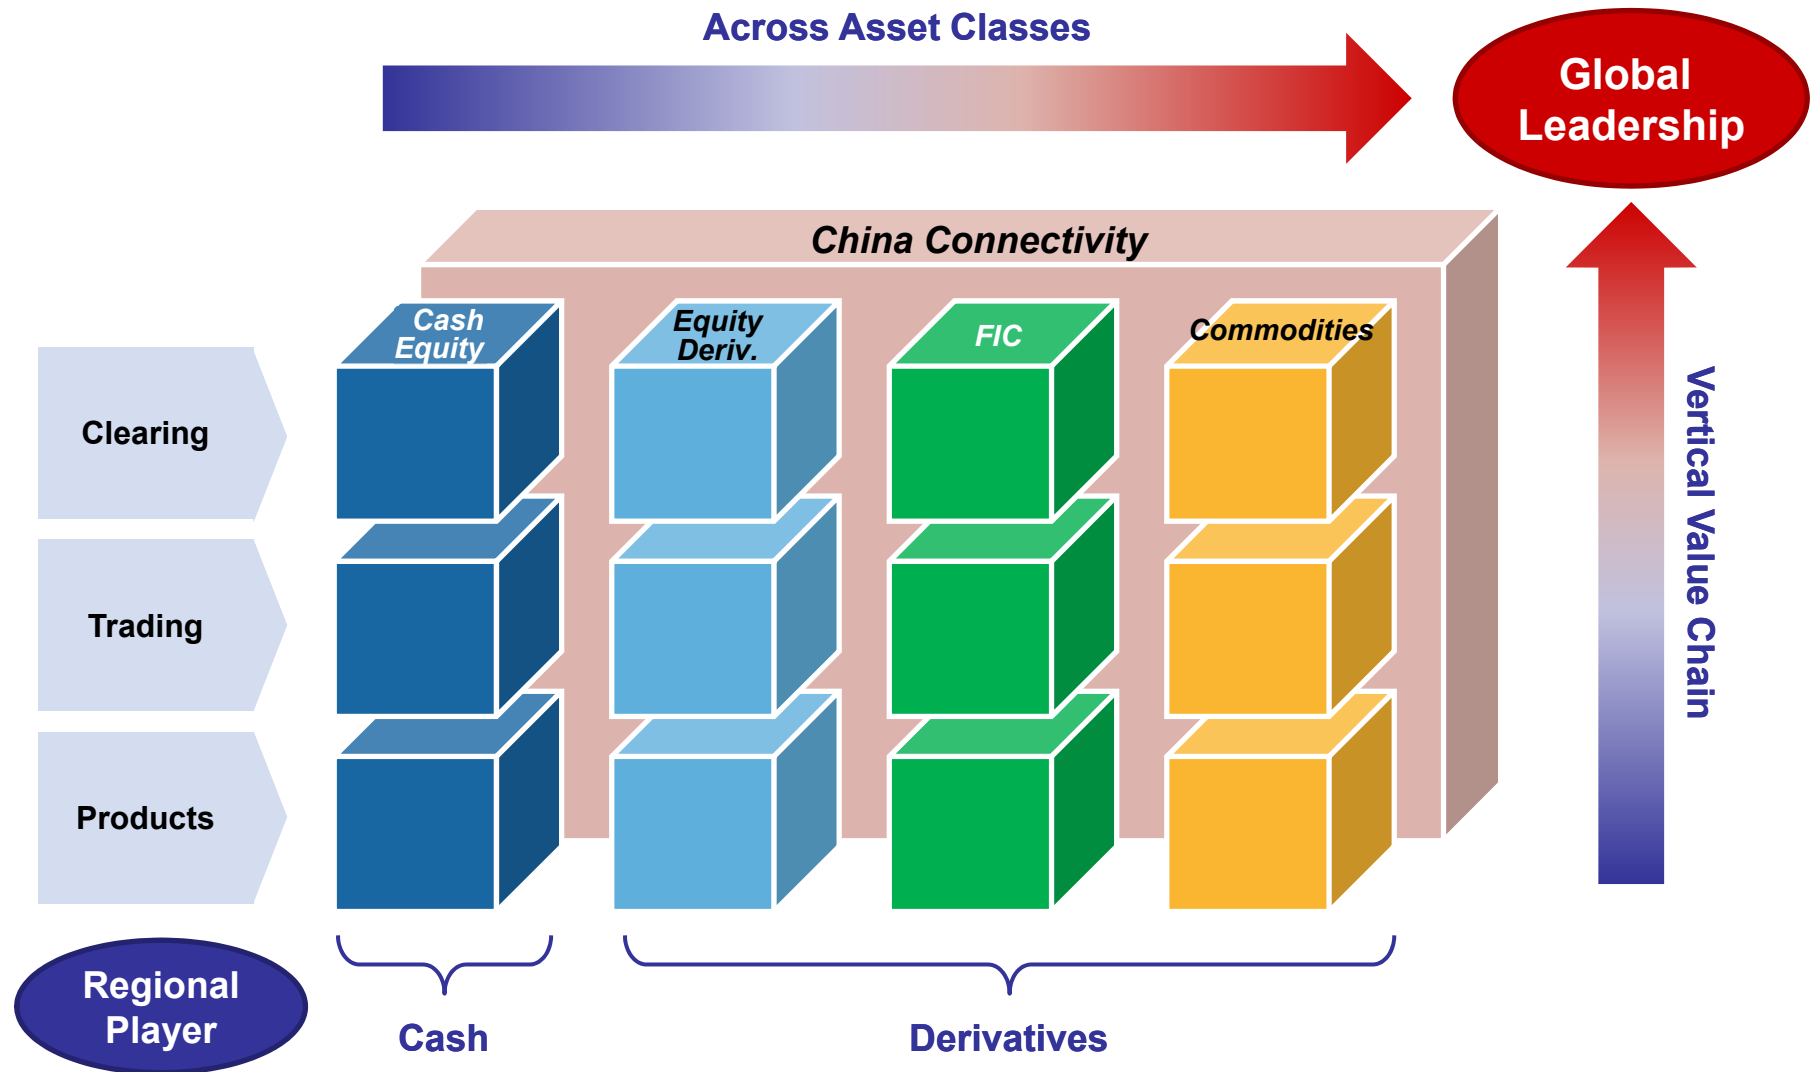 Across Asset Classes
Global
Leadership
China Connectivity
Cash
Equity
Equity
Deriv.
FIC
Commodities
Clearing
Trading
Products
Vertical Value Chain
Regional
Player
Cash
Derivatives